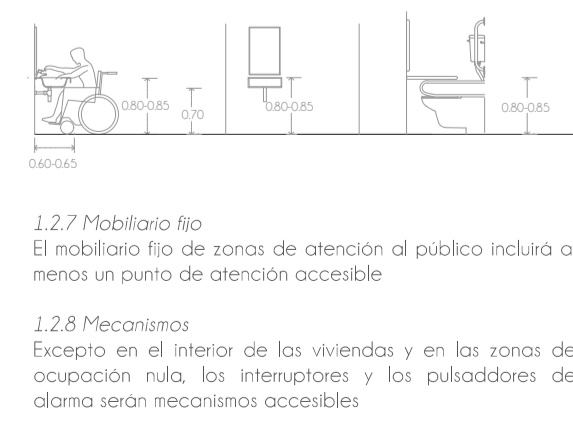 0.80-0.85
0.70
0.80-0.85
0.80-0.85
0.60-0.65
1.2.7 Mobiliario fijo
El mobiliario fijo de zonas de atención al público incluirá a
menos un punto de atención accesible
1.2.8 Mecanismos
Excepto en el interior de las viviendas y en las zonas de
ocupación nula, los interruptores y los pulsaddores de
alarma serán mecanismos accesibles